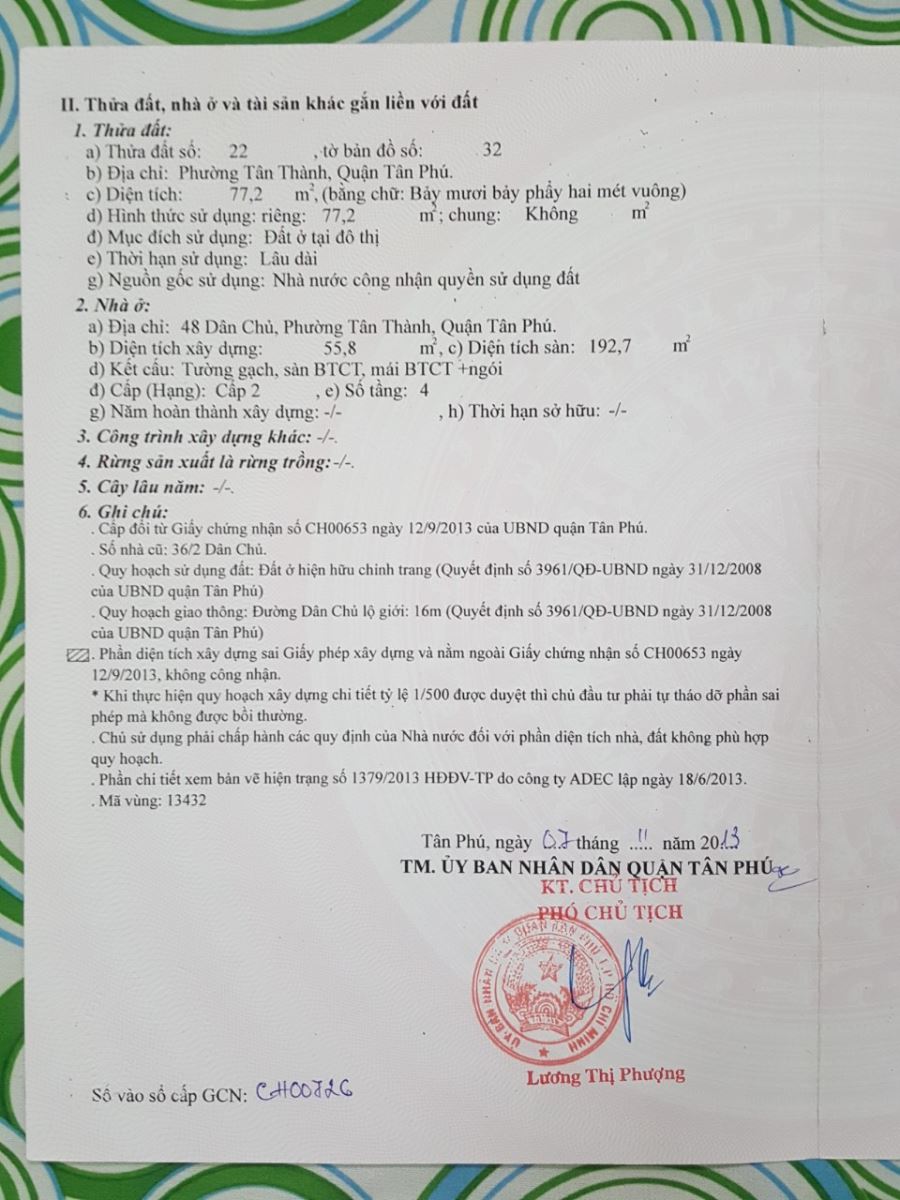 II. Thửa đất, nhà ở và tài sản khác gắn liền với đất
1. Thửa đất:
a) Thửa đất số: 22 , tờ bản đồ số: 32
b) Địa chỉ: Phường Tân Thành, Quận Tân Phú.
c) Diện tích: 77,2 m², (bằng chữ: Bảy mươi bảy phẩy hai mét vuông)
d) Hình thức sử dụng: riêng: 77,2 m²; chung: Không m²
đ) Mục đích sử dụng: Đất ở tại đô thị
e) Thời hạn sử dụng: Lâu dài
g) Nguồn gốc sử dụng: Nhà nước công nhận quyền sử dụng đất
2. Nhà ở:
a) Địa chỉ: 48 Dân Chủ, Phường Tân Thành, Quận Tân Phú.
b) Diện tích xây dựng: 55,8 m², c) Diện tích sàn: 192,7 m²
d) Kết cấu: Tường gạch, sàn BTCT, mái BTCT +ngói
đ) Cấp (Hạng): Cấp 2 , e) Số tầng: 4
g) Năm hoàn thành xây dựng: -/- , h) Thời hạn sở hữu: -/-
3. Công trình xây dựng khác: -/-.
4. Rừng sản xuất là rừng trồng: -/-.
5. Cây lâu năm: -/-.
6. Ghi chú:
. Cấp đổi từ Giấy chứng nhận số CH00653 ngày 12/9/2013 của UBND quận Tân Phú.
. Số nhà cũ: 36/2 Dân Chủ.
. Quy hoạch sử dụng đất: Đất ở hiện hữu chỉnh trang (Quyết định số 3961/QĐ-UBND ngày 31/12/2008
của UBND quận Tân Phú)
. Quy hoạch giao thông: Đường Dân Chủ lộ giới: 16m (Quyết định số 3961/QĐ-UBND ngày 31/12/2008
của UBND quận Tân Phú)
. Phần diện tích xây dựng sai Giấy phép xây dựng và nằm ngoài Giấy chứng nhận số CH00653 ngày
12/9/2013, không công nhận.
* Khi thực hiện quy hoạch xây dựng chi tiết tỷ lệ 1/500 được duyệt thì chủ đầu tư phải tự tháo dỡ phần sai
phép mà không được bồi thường.
. Chủ sử dụng phải chấp hành các quy định của Nhà nước đối với phần diện tích nhà, đất không phù hợp
quy hoạch.
. Phần chi tiết xem bản vẽ hiện trạng số 1379/2013 HĐĐV-TP do công ty ADEC lập ngày 18/6/2013.
. Mã vùng: 13432
Tân Phú, ngày 07 tháng 11 năm 2013
TM. ỦY BAN NHÂN DÂN QUẬN TÂN PHÚ
KT. CHỦ TỊCH
PHÓ CHỦ TỊCH
ỦY BAN NHÂN DÂN QUẬN TÂN PHÚ T.P HỒ CHÍ MINH
Lương Thị Phượng
Số vào sổ cấp GCN: CH00726